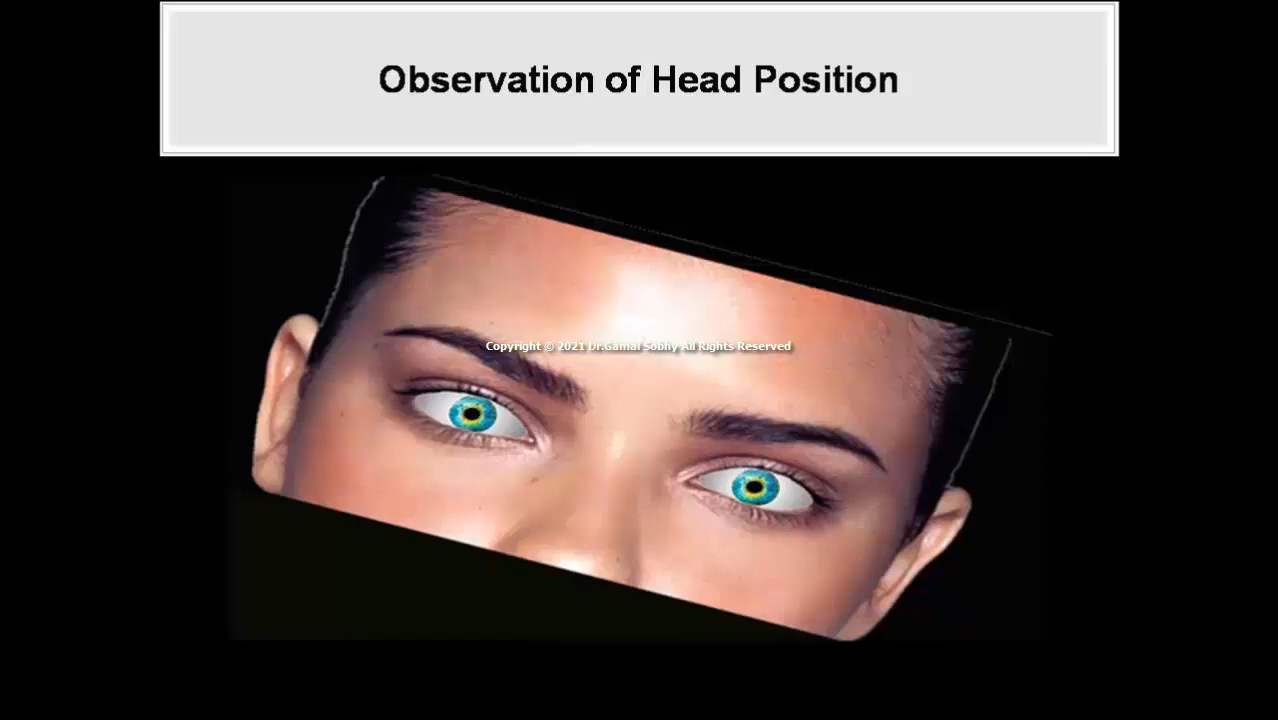 Observation of Head Position
Copyright © 2021 Dr.Gamal Sobhy All Rights Reserved